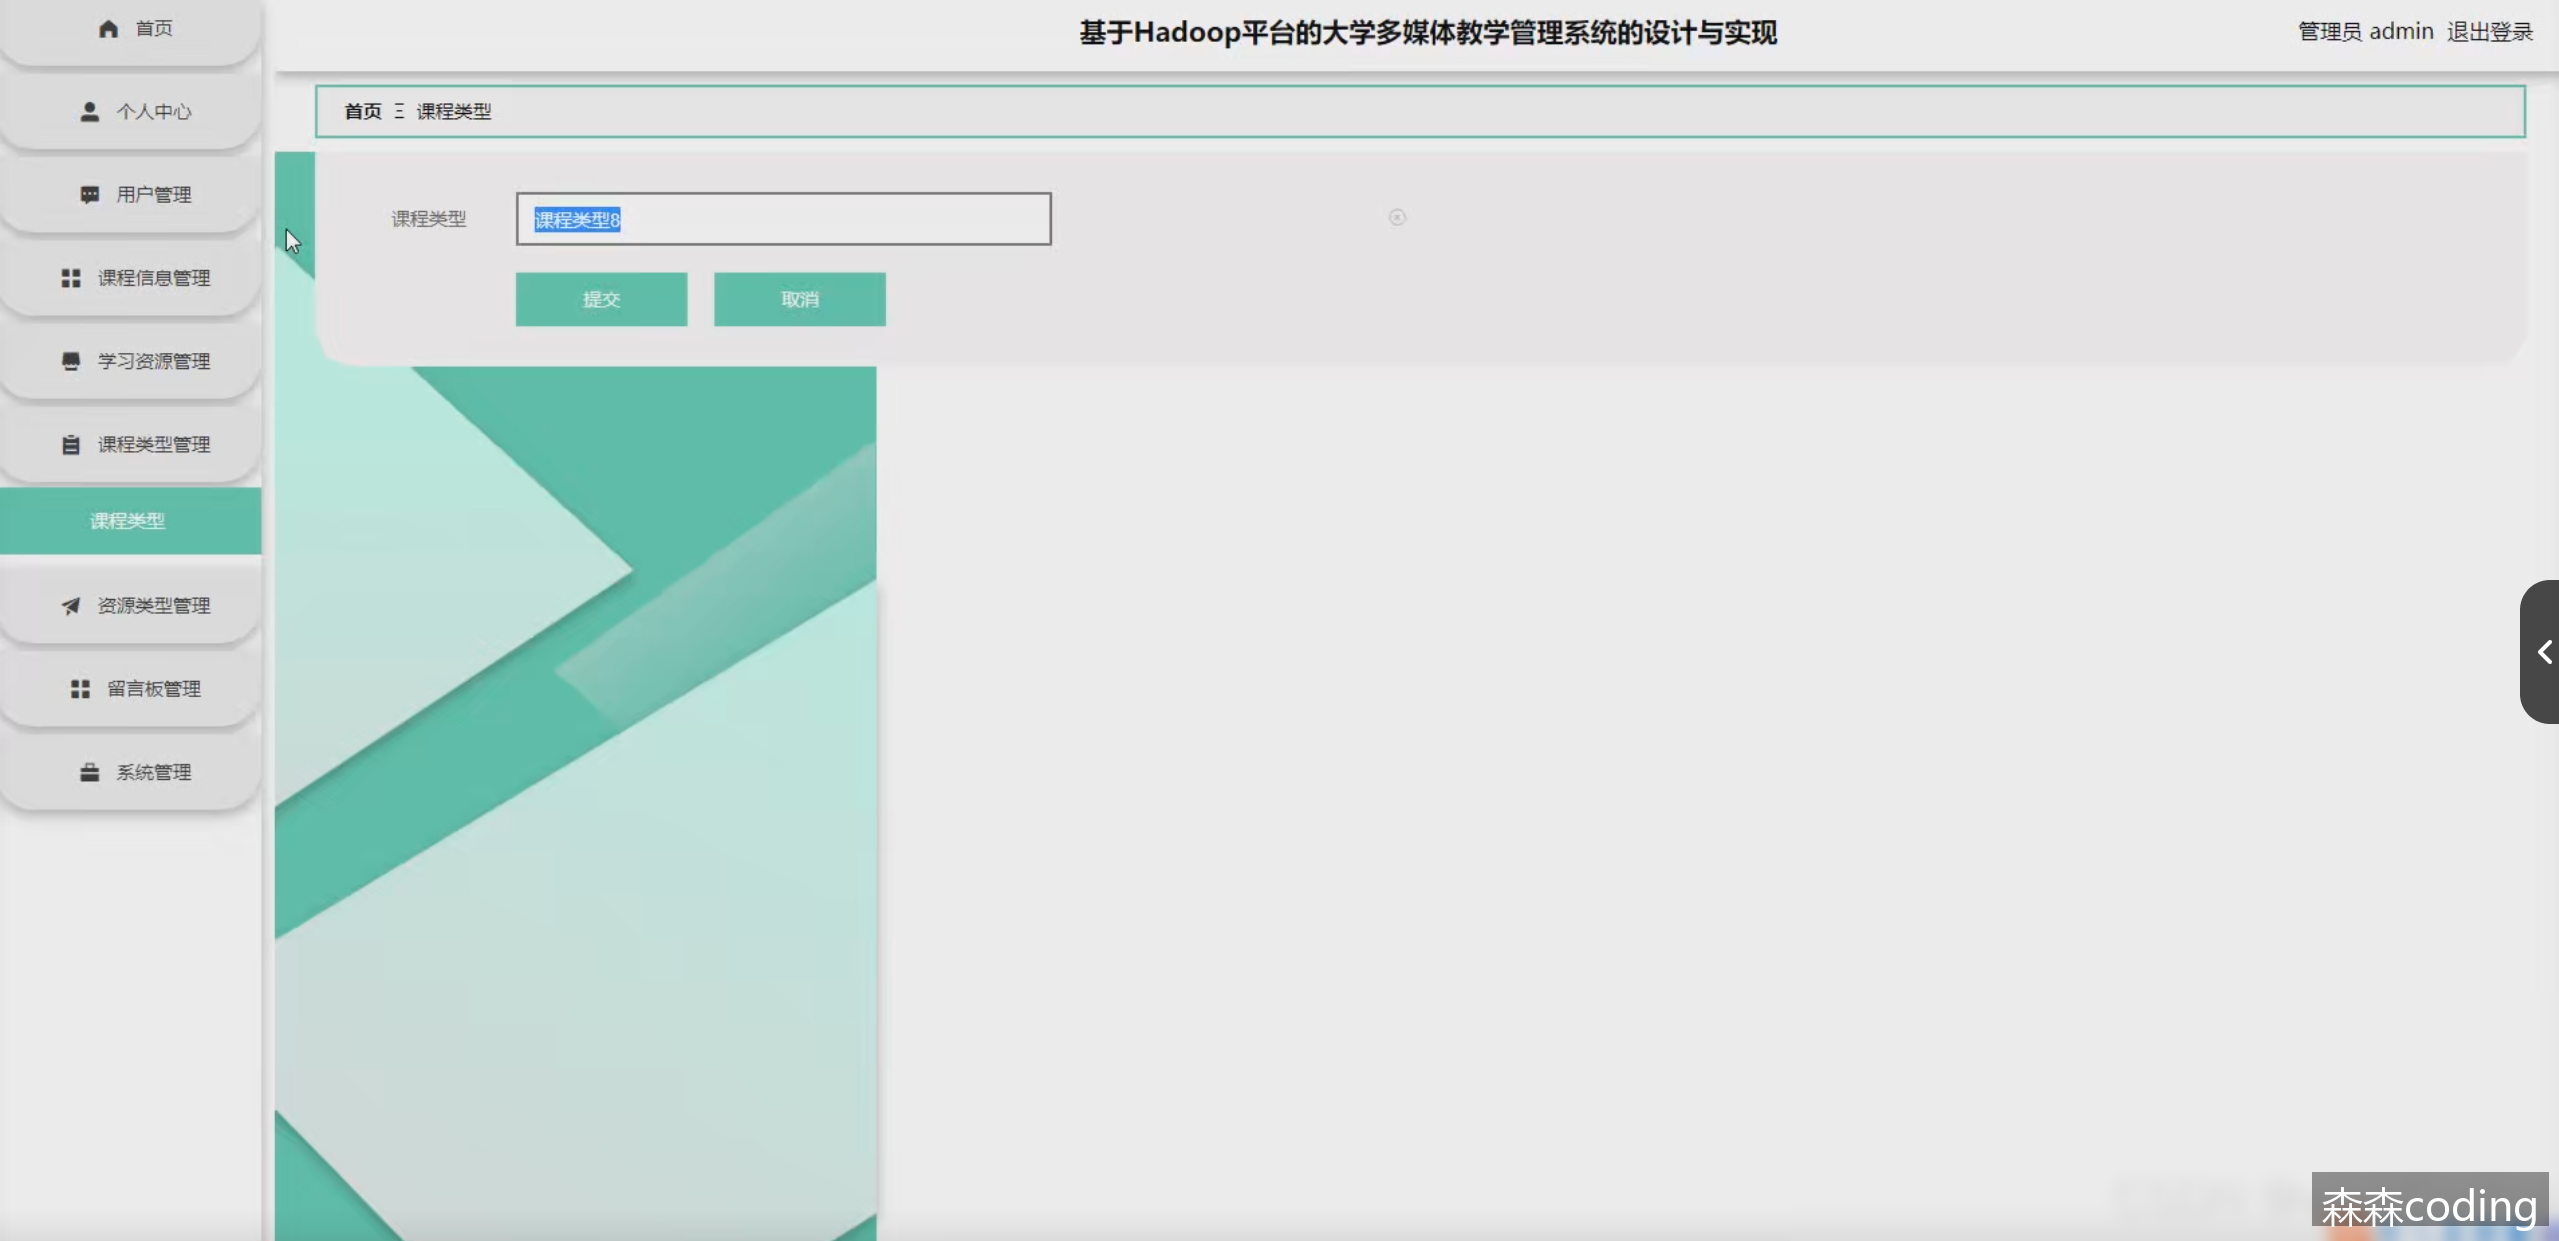 首页
个人中心
用户管理
课程信息管理
学习资源管理
课程类型管理
课程类型
资源类型管理
留言板管理
系统管理
基于Hadoop平台的大学多媒体教学管理系统的设计与实现
管理员 admin 退出登录
首页 Ξ 课程类型
课程类型 课程类型8
提交 取消
森森coding